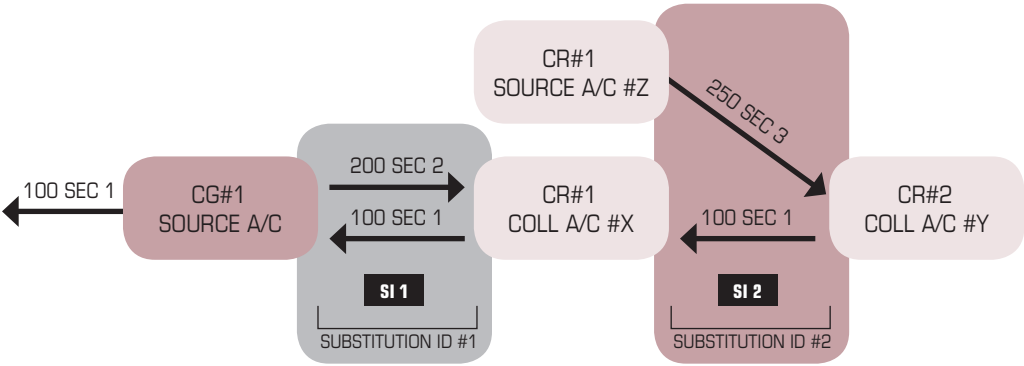 CR#1
SOURCE A/C #Z
250 SEC 3
100 SEC 1
CG#1
SOURCE A/C
200 SEC 2
100 SEC 1
CR#1
COLL A/C #X
100 SEC 1
CR#2
COLL A/C #Y
SI 1
SI 2
SUBSTITUTION ID #1
SUBSTITUTION ID #2